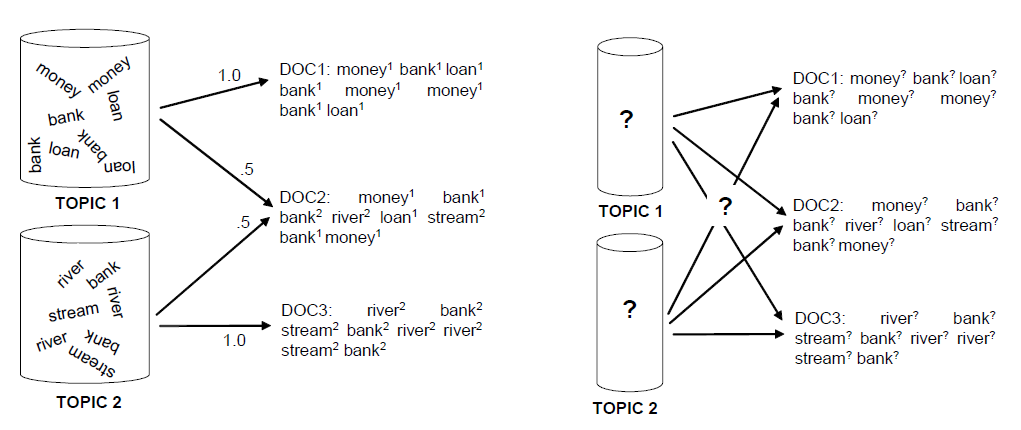 money
money
loan
bank
bank
loan
bank
loan
TOPIC 1
river
bank
river
stream
river
bank
stream
TOPIC 2
1.0
.5
.5
1.0
DOC1: money¹ bank¹ loan¹
bank¹ money¹ money¹
bank¹ loan¹
DOC2: money¹ bank¹
bank² river² loan¹ stream²
bank¹ money¹
DOC3: river² bank²
stream² bank² river² river²
stream² bank²
?
TOPIC 1
?
TOPIC 2
?
DOC1: money? bank? loan?
bank? money? money?
bank? loan?
DOC2: money? bank?
bank? river? loan? stream?
bank? money?
DOC3: river? bank?
stream? bank? river? river?
stream? bank?